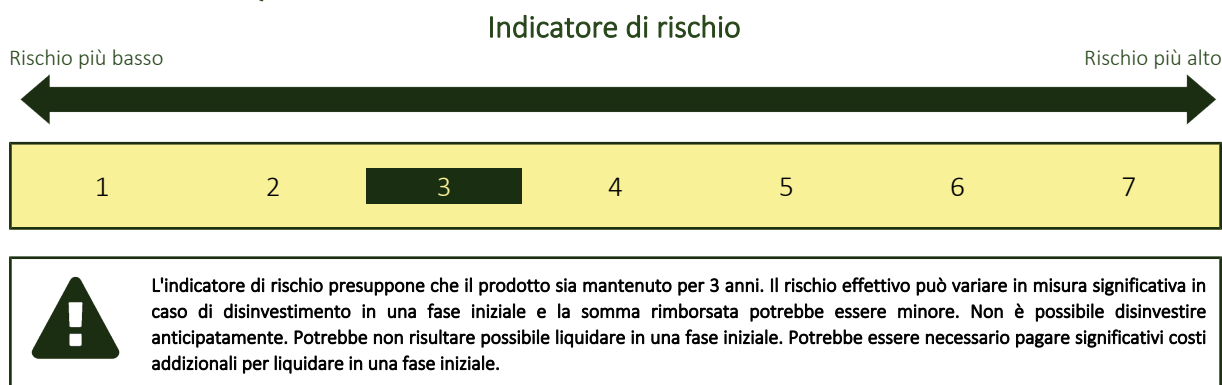 Indicatore di rischio
Rischio più basso
Rischio più alto
1 2 3 4 5 6 7
L'indicatore di rischio presuppone che il prodotto sia mantenuto per 3 anni. Il rischio effettivo può variare in misura significativa in
caso di disinvestimento in una fase iniziale e la somma rimborsata potrebbe essere minore. Non è possibile disinvestire
anticipatamente. Potrebbe non risultare possibile liquidare in una fase iniziale. Potrebbe essere necessario pagare significativi costi
addizionali per liquidare in una fase iniziale.